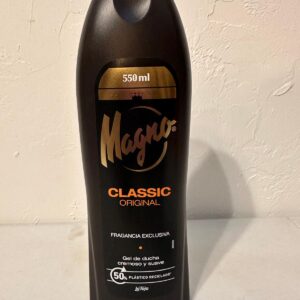 550 ml
Magno®
CLASSIC
ORIGINAL
FRAGANCIA EXCLUSIVA
Gel de ducha
cremoso y suave
50%
PLÁSTICO RECICLADO
La Toja